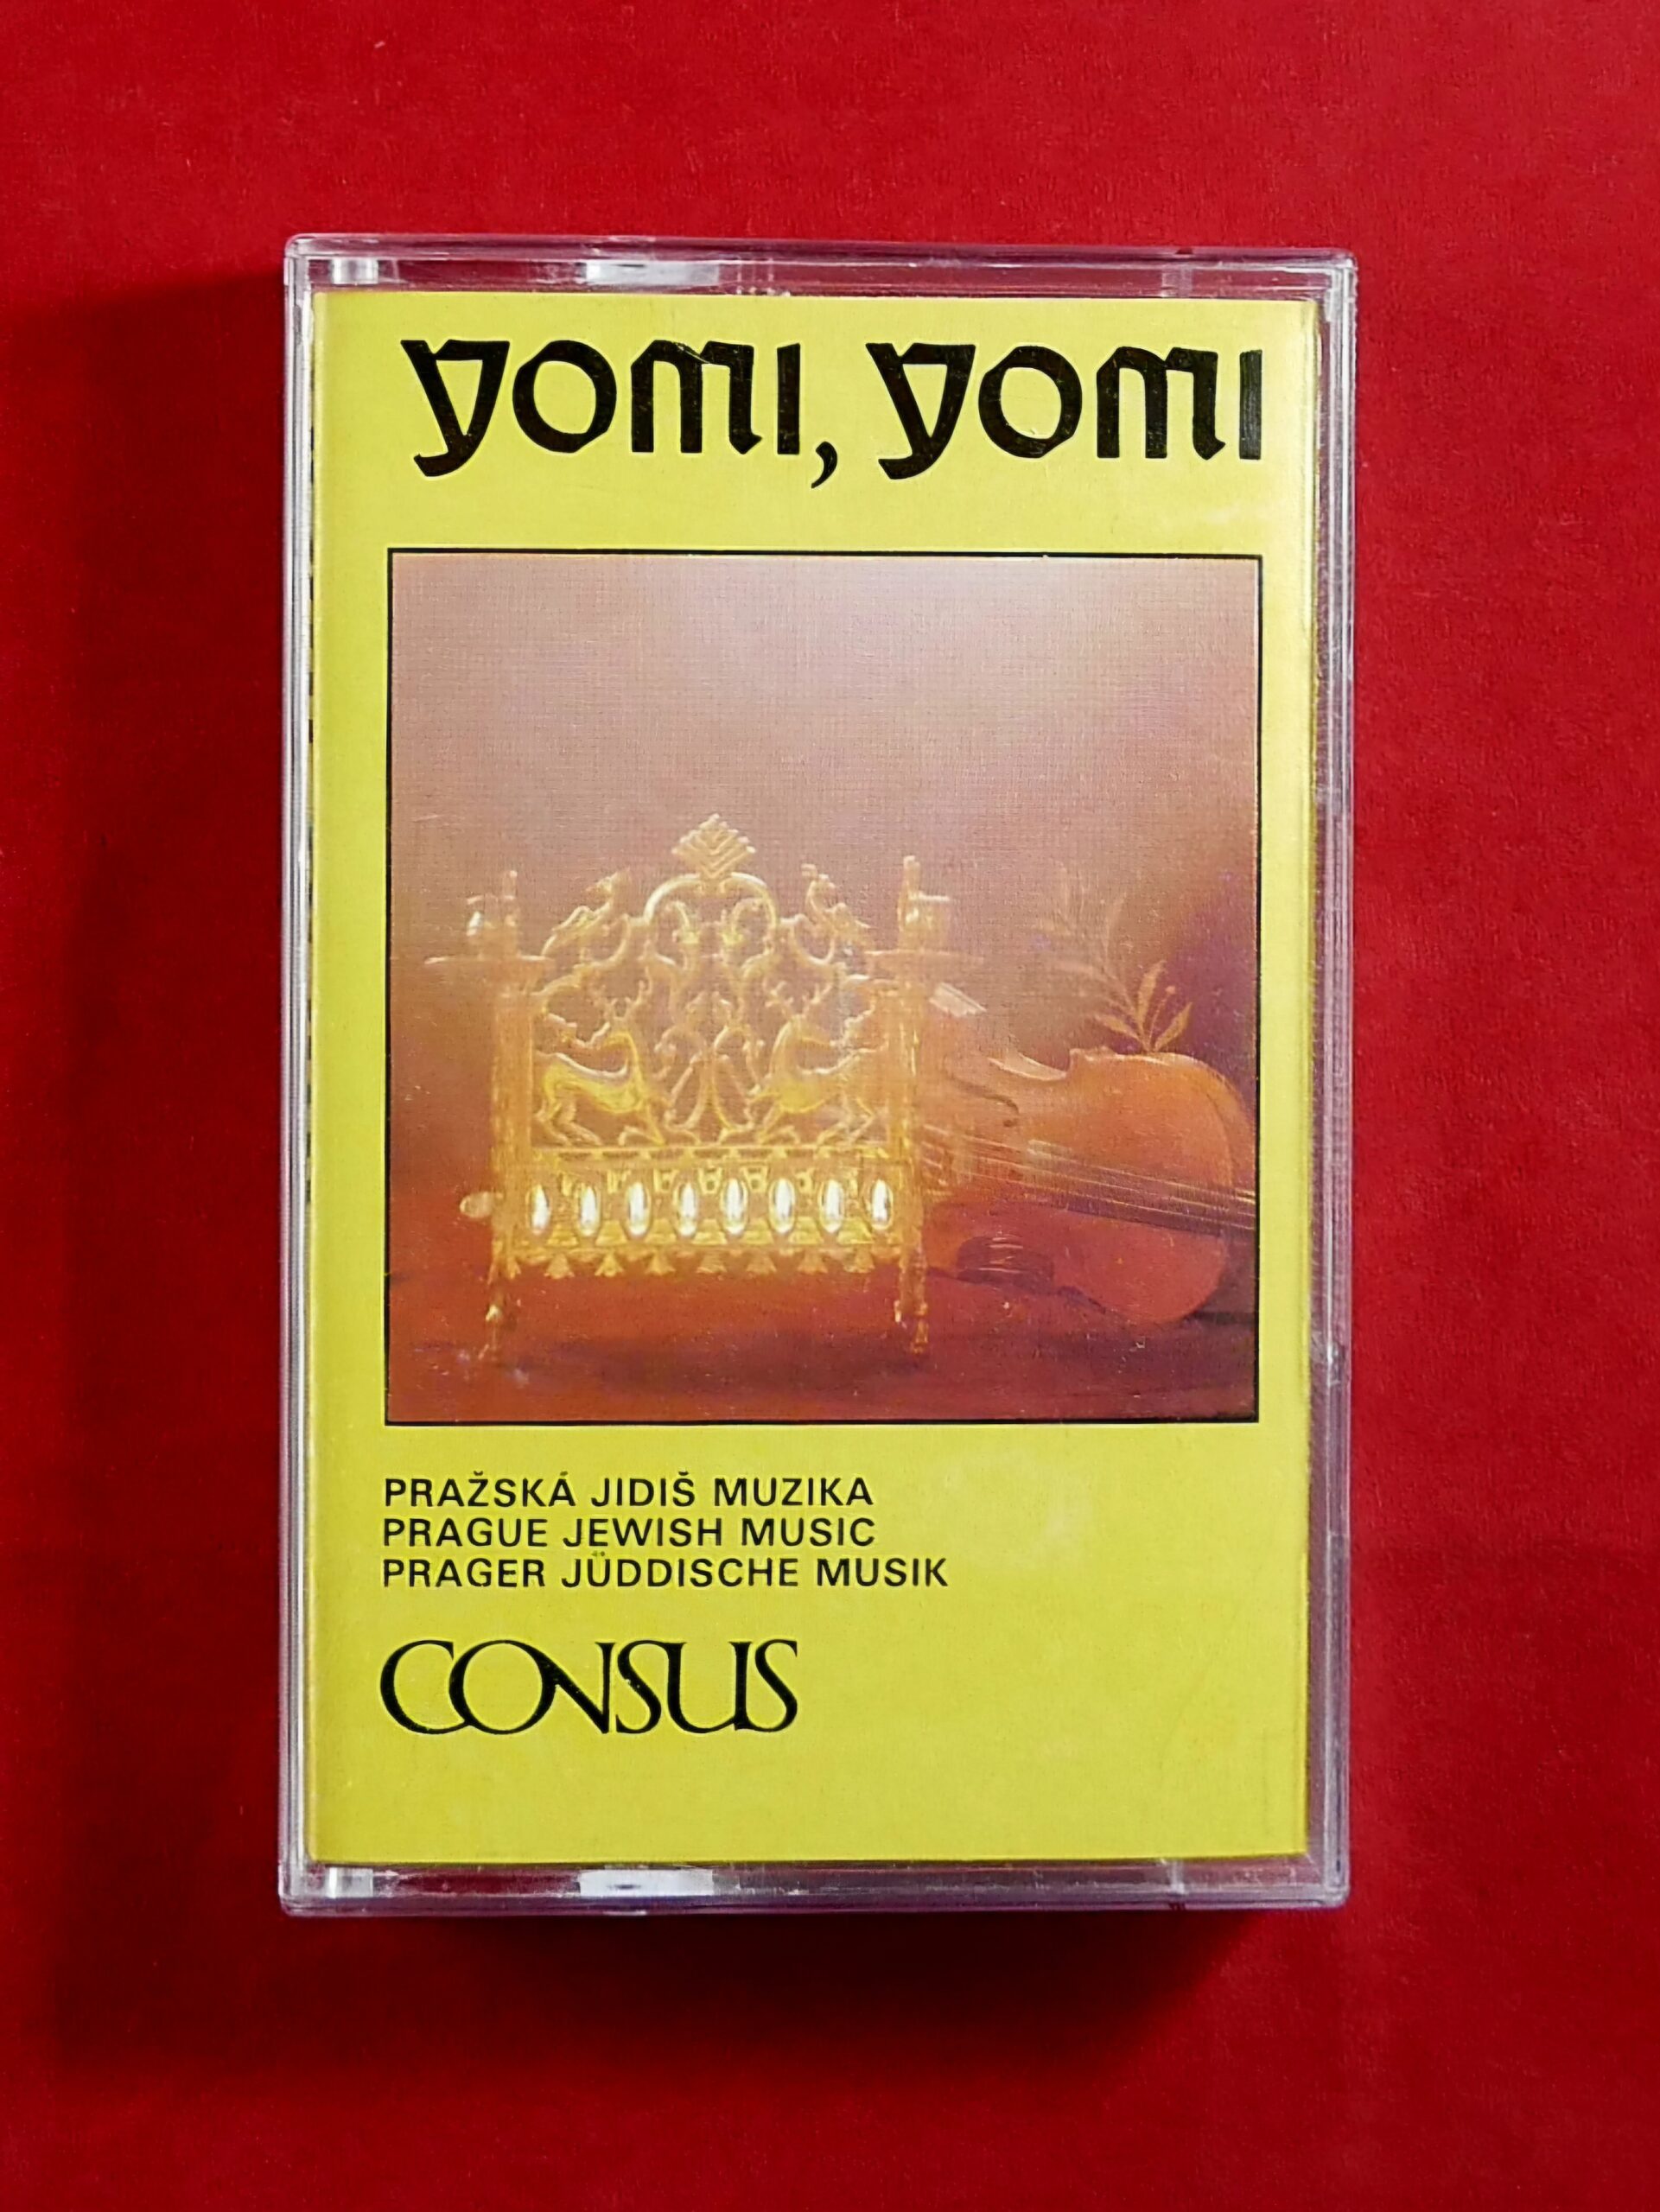 YOMI, YOMI
PRAŽSKÁ JIDIŠ MUZIKA
PRAGUE JEWISH MUSIC
PRAGER JÜDDISCHE MUSIK
CONSUS